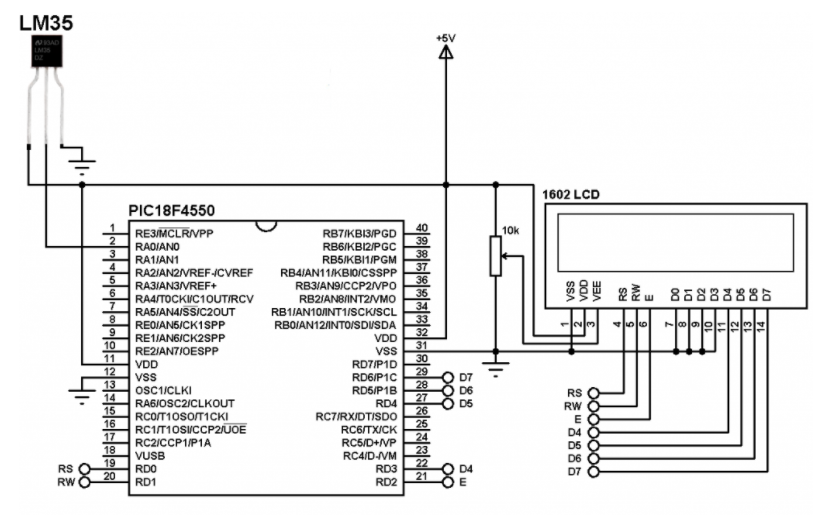 LM35
LM35
DZ
+5V
PIC18F4550
1 RE3/MCLR/VPP RB7/KBI3/PGD 40
2 RA0/AN0 RB6/KBI2/PGC 39
3 RA1/AN1 RB5/KBI1/PGM 38
4 RA2/AN2/VREF-/CVREF RB4/AN11/KBI0/CSSPP 37
5 RA3/AN3/VREF+ RB3/AN9/CCP2/VPO 36
6 RA4/T0CKI/C1OUT/RCV RB2/AN8/INT2/VMO 35
7 RA5/AN4/SS/C2OUT RB1/AN10/INT1/SCK/SCL 34
8 RE0/AN5/CK1SPP RB0/AN12/INT0/SDI/SDA 33
9 RE1/AN6/CK2SPP VDD 32
10 RE2/AN7/OESPP VSS 31
11 VDD RD7/P1D 30
12 VSS RD6/P1C 29 D7
13 OSC1/CLKI RD5/P1B 28 D6
14 RA6/OSC2/CLKOUT RD4 27 D5
15 RC0/T1OSO/T1CKI RC7/RX/DT/SDO 26
16 RC1/T1OSI/CCP2/UOE RC6/TX/CK 25
17 RC2/CCP1/P1A RC5/D+/VP 24
18 VUSB RC4/D-/VM 23
RS 19 RD0 RD3 22 D4
RW 20 RD1 RD2 21 E
10k
1602 LCD
VSS VDD VEE RS RW E D0 D1 D2 D3 D4 D5 D6 D7
1 2 3 4 5 6 7 8 9 10 11 12 13 14
RS
RW
E
D4
D5
D6
D7